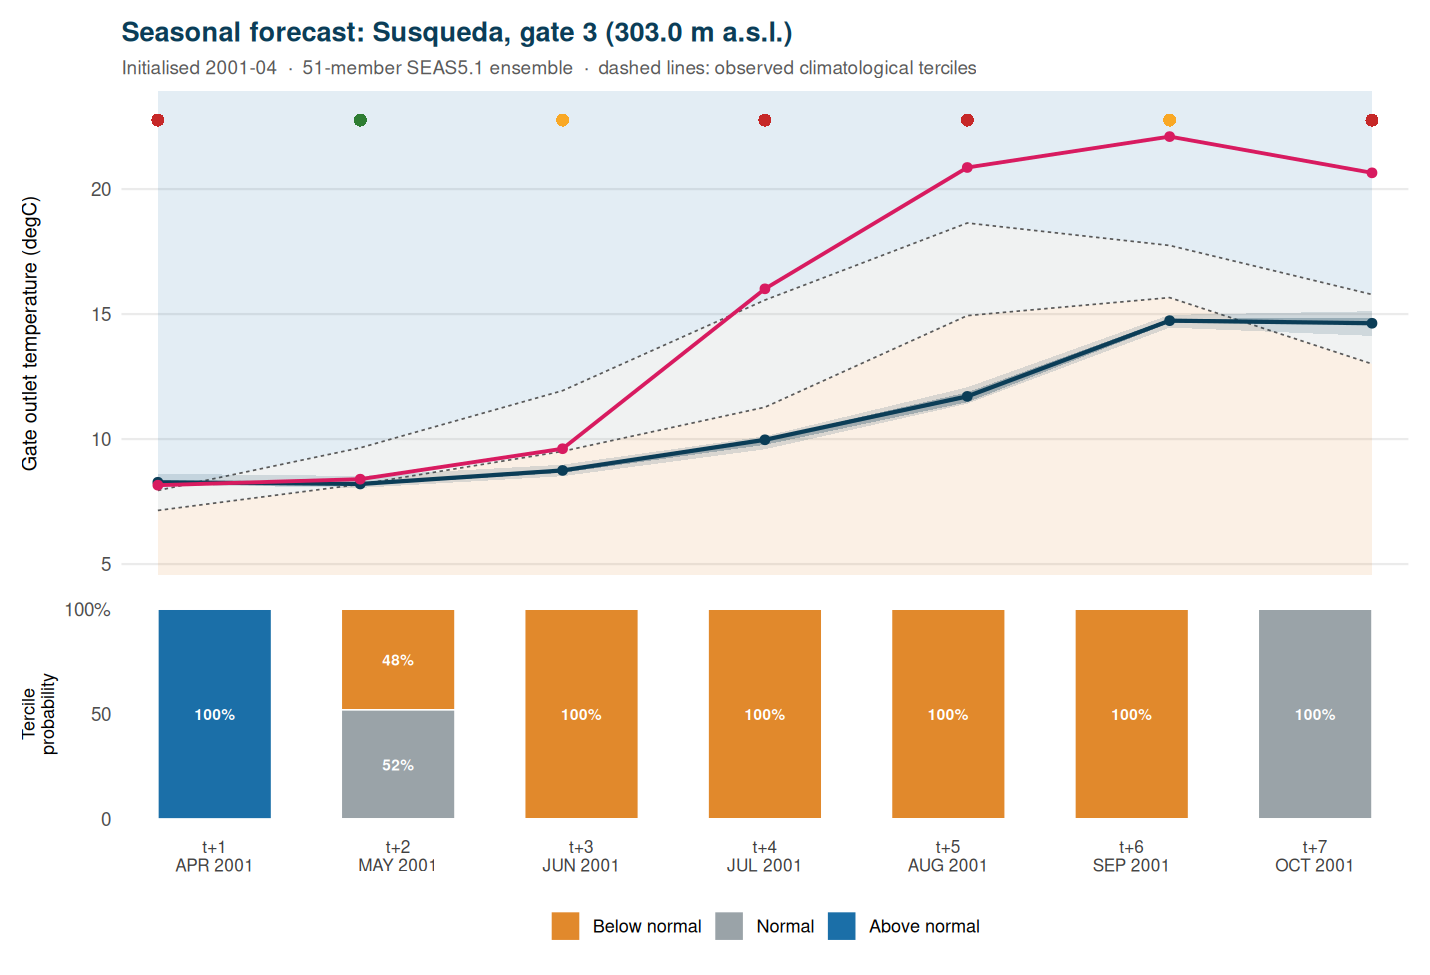 Seasonal forecast: Susqueda, gate 3 (303.0 m a.s.l.)
Initialised 2001-04 · 51-member SEAS5.1 ensemble · dashed lines: observed climatological terciles
Gate outlet temperature (degC)
20
15
10
5
Tercile
probability
100%
50
0
100%
48%
52%
100%
100%
100%
100%
100%
t+1
APR 2001
t+2
MAY 2001
t+3
JUN 2001
t+4
JUL 2001
t+5
AUG 2001
t+6
SEP 2001
t+7
OCT 2001
Below normal
Normal
Above normal